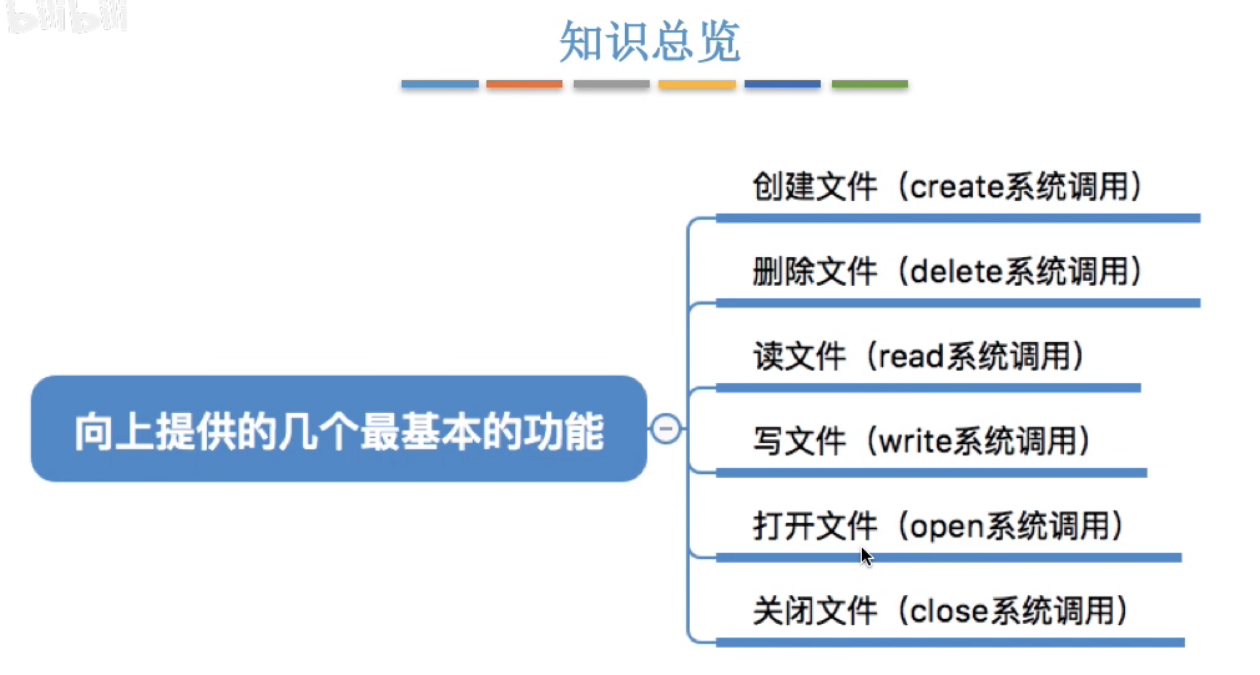 bilibili
知识总览
创建文件（create系统调用）
删除文件（delete系统调用）
读文件（read系统调用）
向上提供的几个最基本的功能
写文件（write系统调用）
打开文件（open系统调用）
关闭文件（close系统调用）